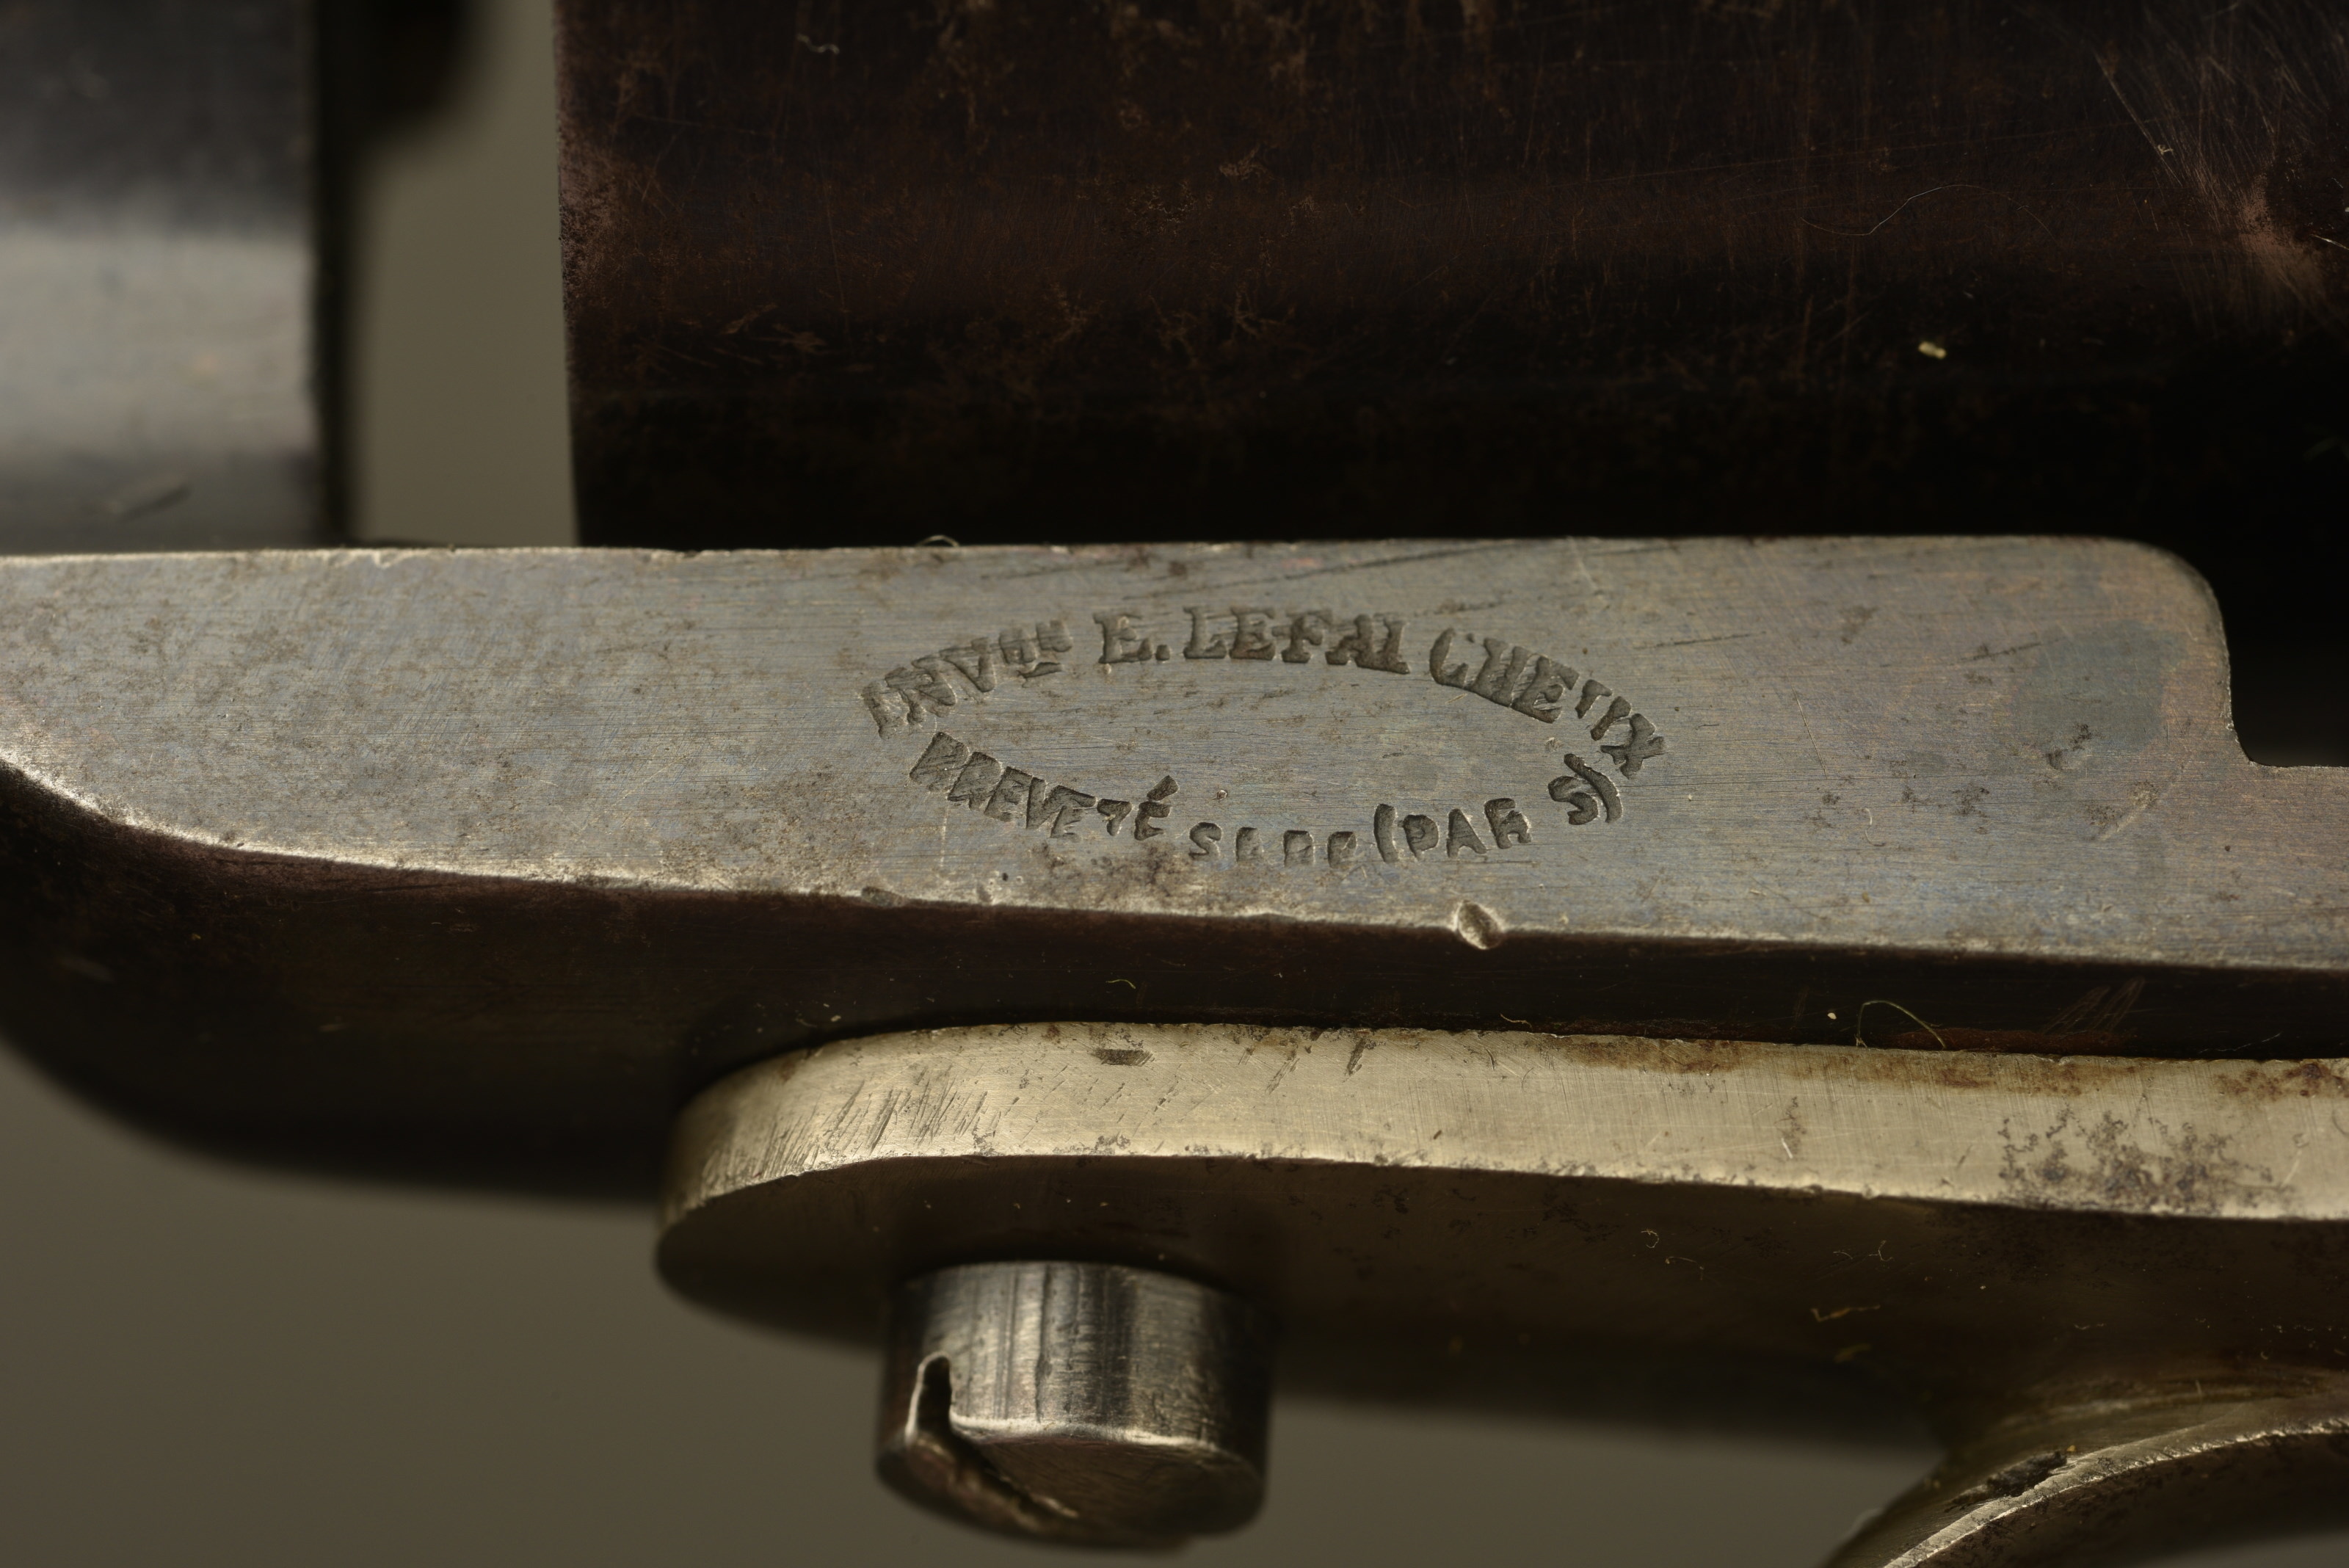 INVon E. LEFAUCHEUX
BREVETÉ S.G.D.G. (PARIS)